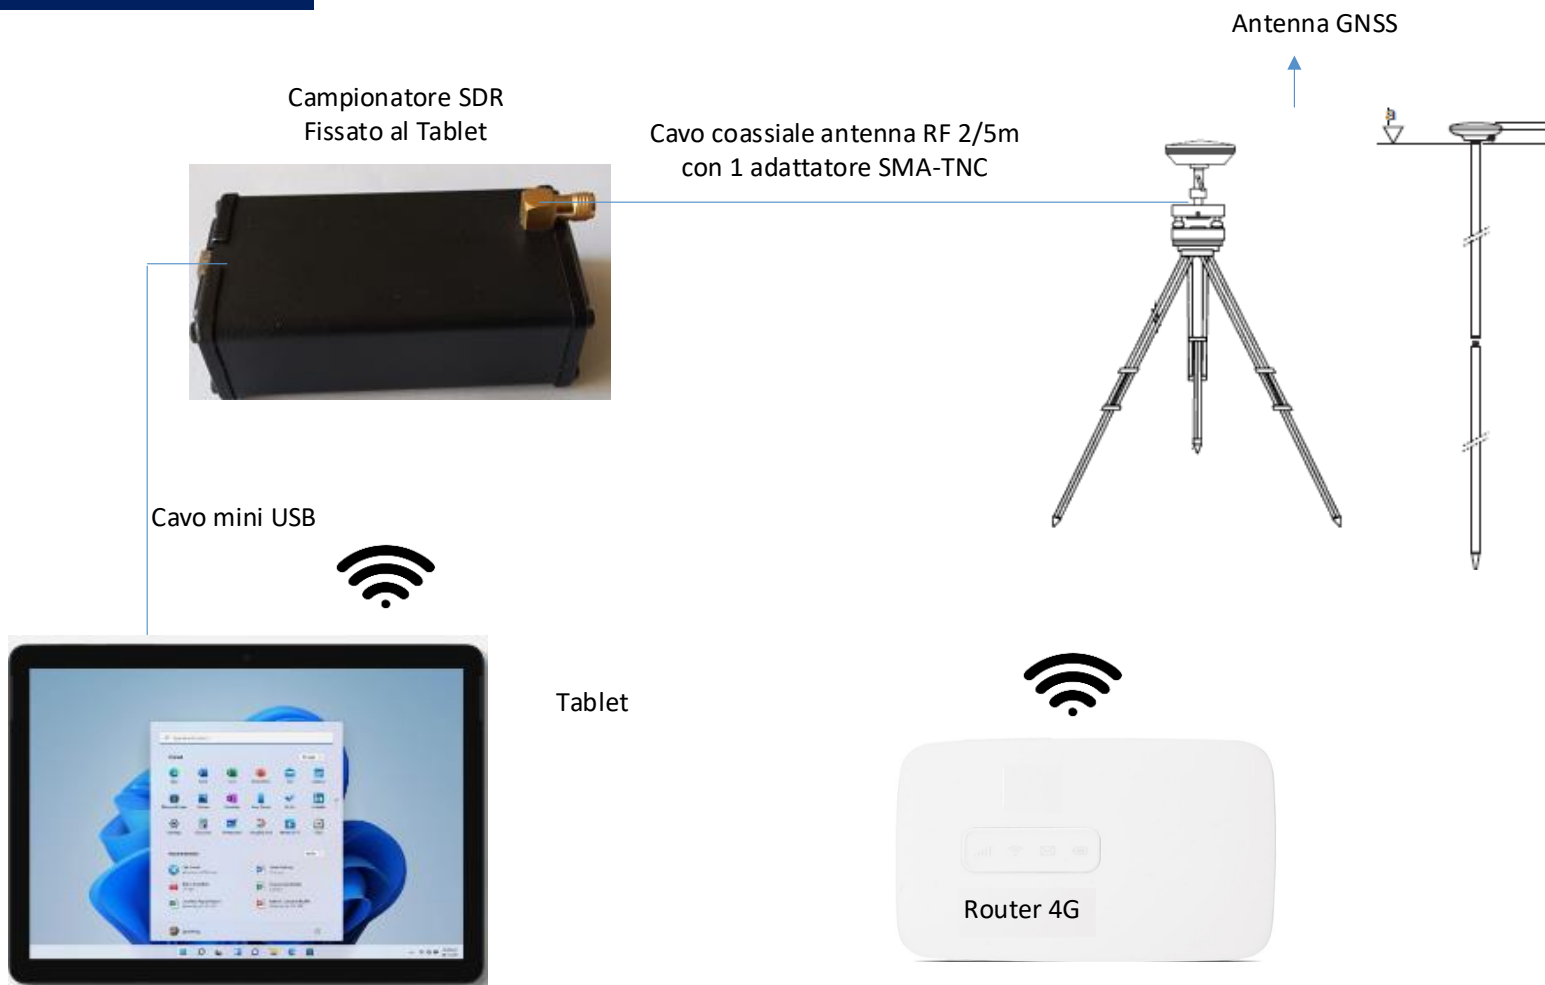 Antenna GNSS
Campionatore SDR
Fissato al Tablet
Cavo coassiale antenna RF 2/5m
con 1 adattatore SMA-TNC
Cavo mini USB
Tablet
Router 4G